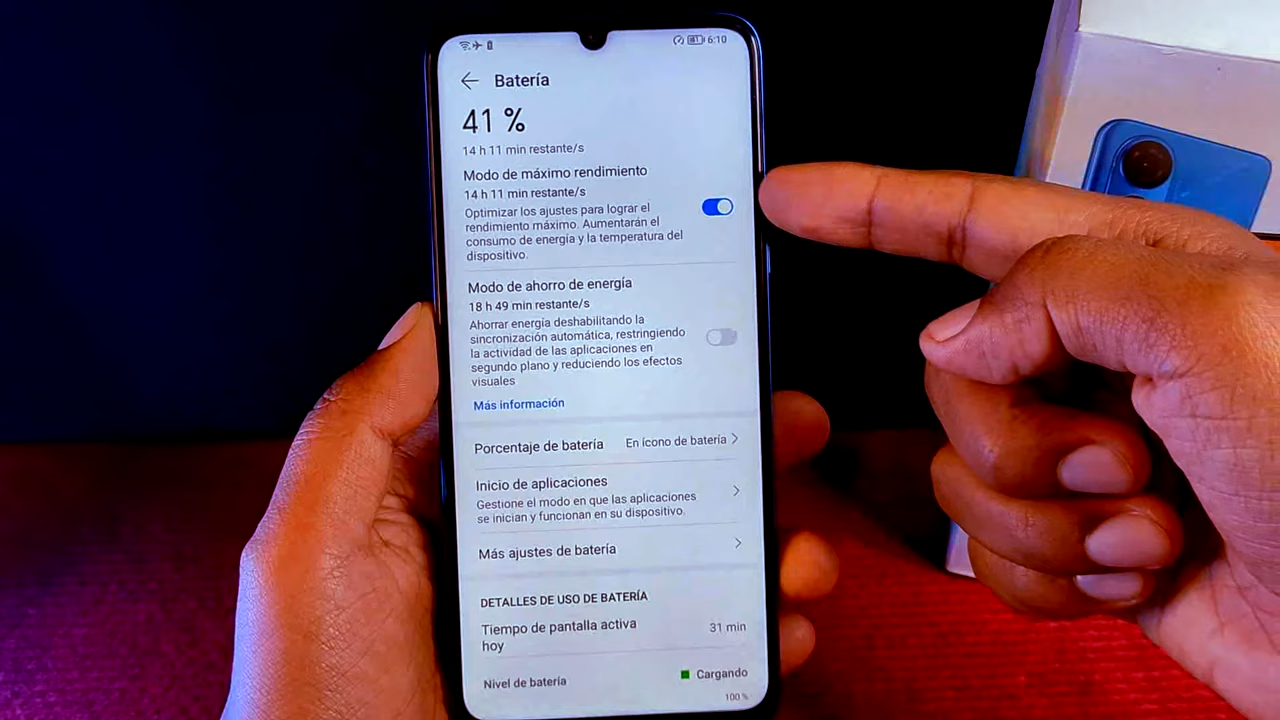 6:10
Batería
41 %
14 h 11 min restante/s
Modo de máximo rendimiento
14 h 11 min restante/s
Optimizar los ajustes para lograr el
rendimiento máximo. Aumentarán el
consumo de energía y la temperatura del
dispositivo.
Modo de ahorro de energía
18 h 49 min restante/s
Ahorrar energía deshabilitando la
sincronización automática, restringiendo
la actividad de las aplicaciones en
segundo plano y reduciendo los efectos
visuales
Más información
Porcentaje de batería En ícono de batería
Inicio de aplicaciones
Gestione el modo en que las aplicaciones
se inician y funcionan en su dispositivo.
Más ajustes de batería
DETALLES DE USO DE BATERÍA
Tiempo de pantalla activa
hoy
31 min
Nivel de batería Cargando
100 %